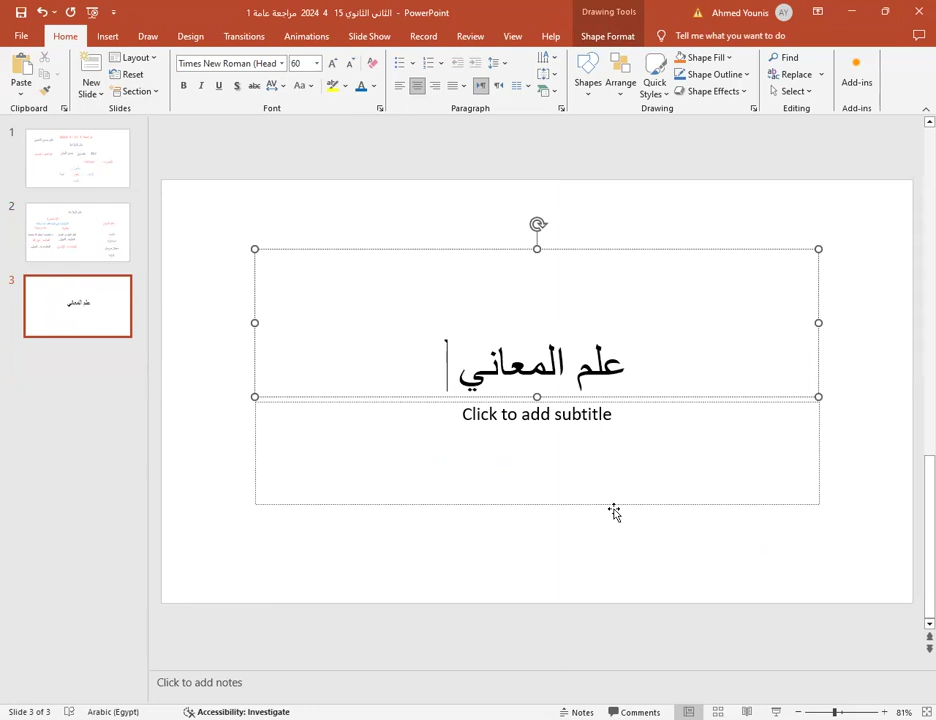 الثاني الثانوي 15 4 2024 مراجعة عامة 1 - PowerPoint
Drawing Tools
Ahmed Younis
AY
File
Home
Insert
Draw
Design
Transitions
Animations
Slide Show
Record
Review
View
Help
Shape Format
Tell me what you want to do
Paste
Clipboard
New Slide
Layout
Reset
Section
Slides
Times New Roman (Head
60
Font
Paragraph
Shapes
Arrange
Quick Styles
Shape Fill
Shape Outline
Shape Effects
Drawing
Find
Replace
Select
Editing
Add-ins
Add-ins
1
2
3
علم المعاني
علم المعاني
Click to add subtitle
Click to add notes
Slide 3 of 3
Arabic (Egypt)
Accessibility: Investigate
Notes
Comments
81%